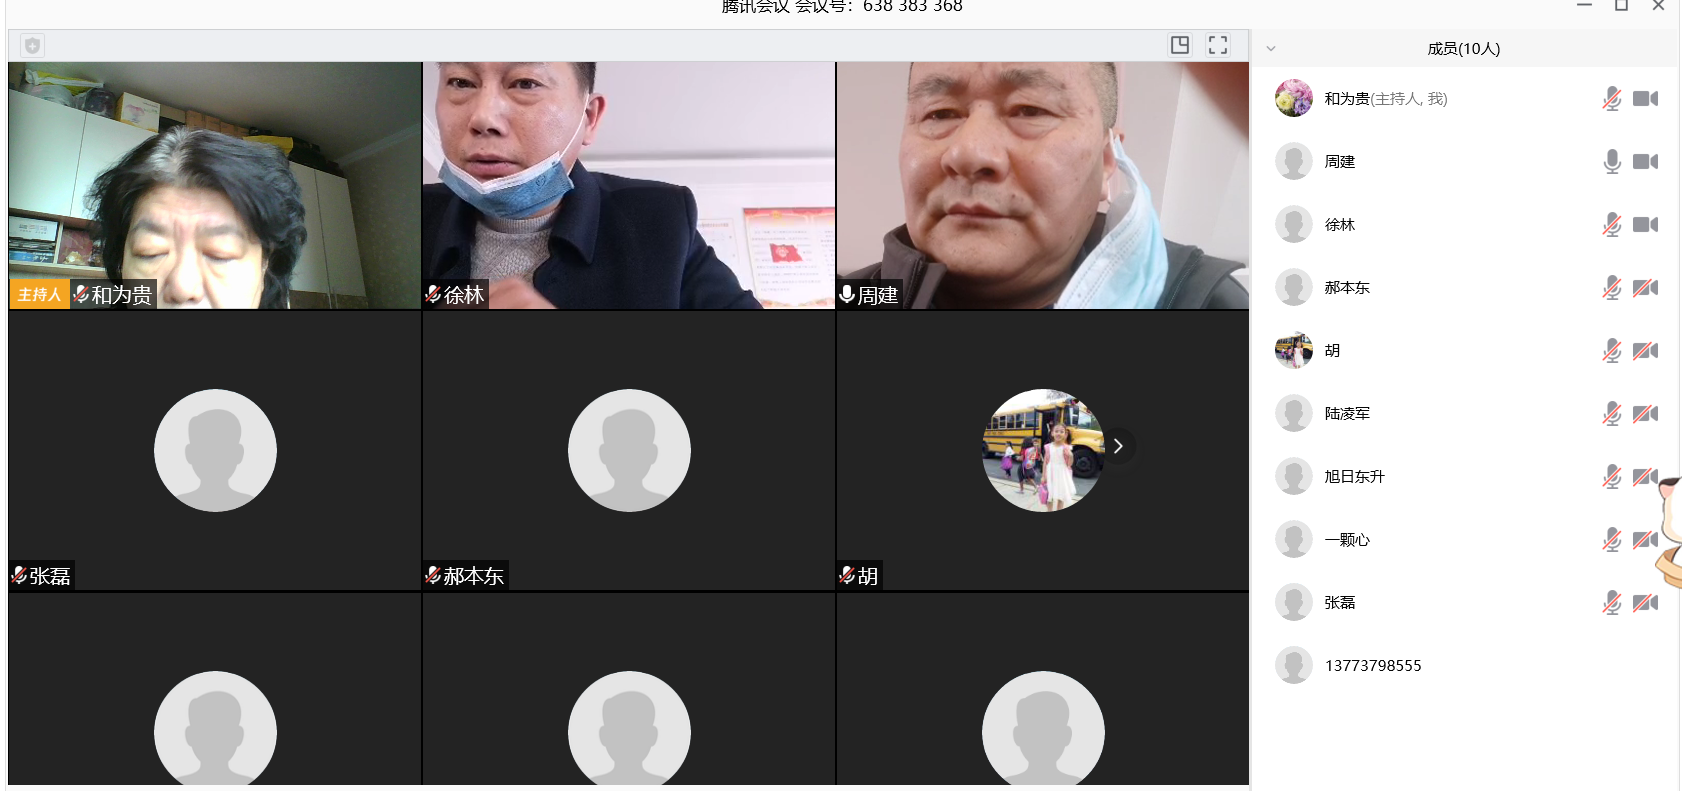 腾讯会议 会议号：638 383 368
成员(10人)
主持人 和为贵
徐林
周建
张磊
郝本东
胡
和为贵(主持人, 我)
周建
徐林
郝本东
胡
陆凌军
旭日东升
一颗心
张磊
13773798555